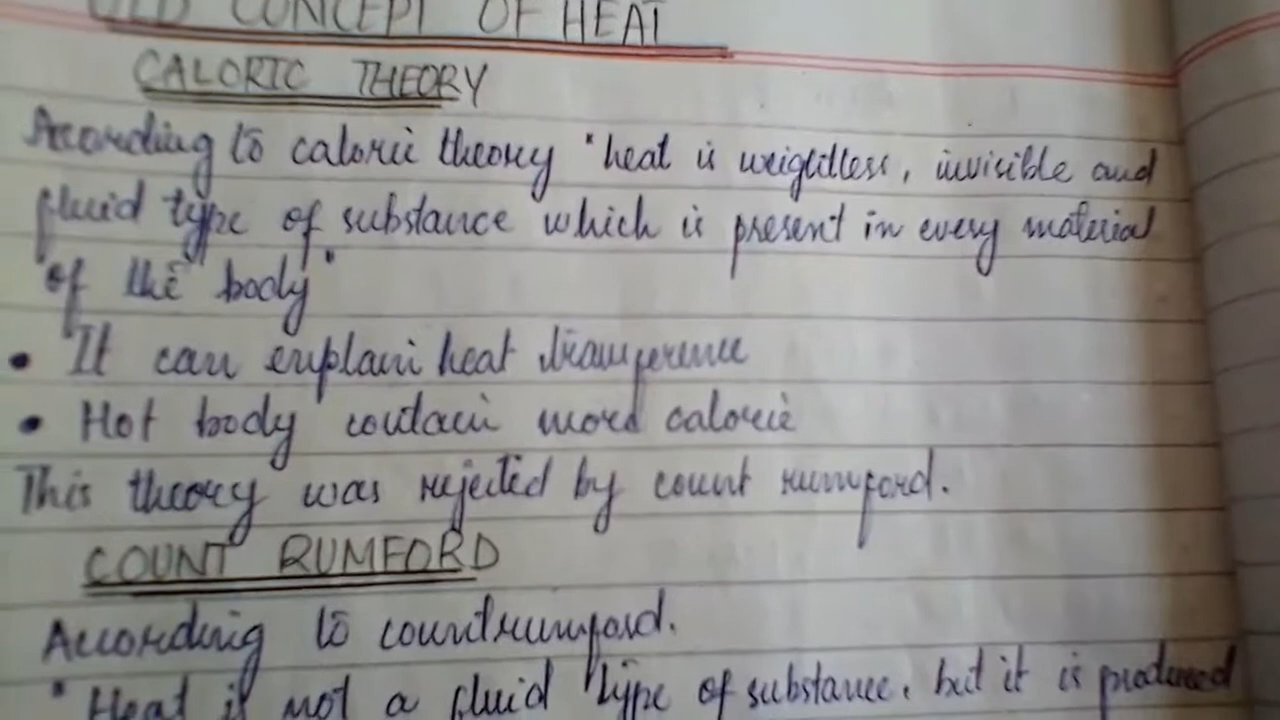 OLD CONCEPT OF HEAT
CALORIC THEORY
According to caloric theory "heat is weightless, invisible and
fluid type of substance which is present in every material
of the body"
• It can explain heat transference
• Hot body contain more caloric
This theory was rejected by count rumford.
COUNT RUMFORD
According to countrumford.
"Heat is not a fluid type of substance. but it is produced